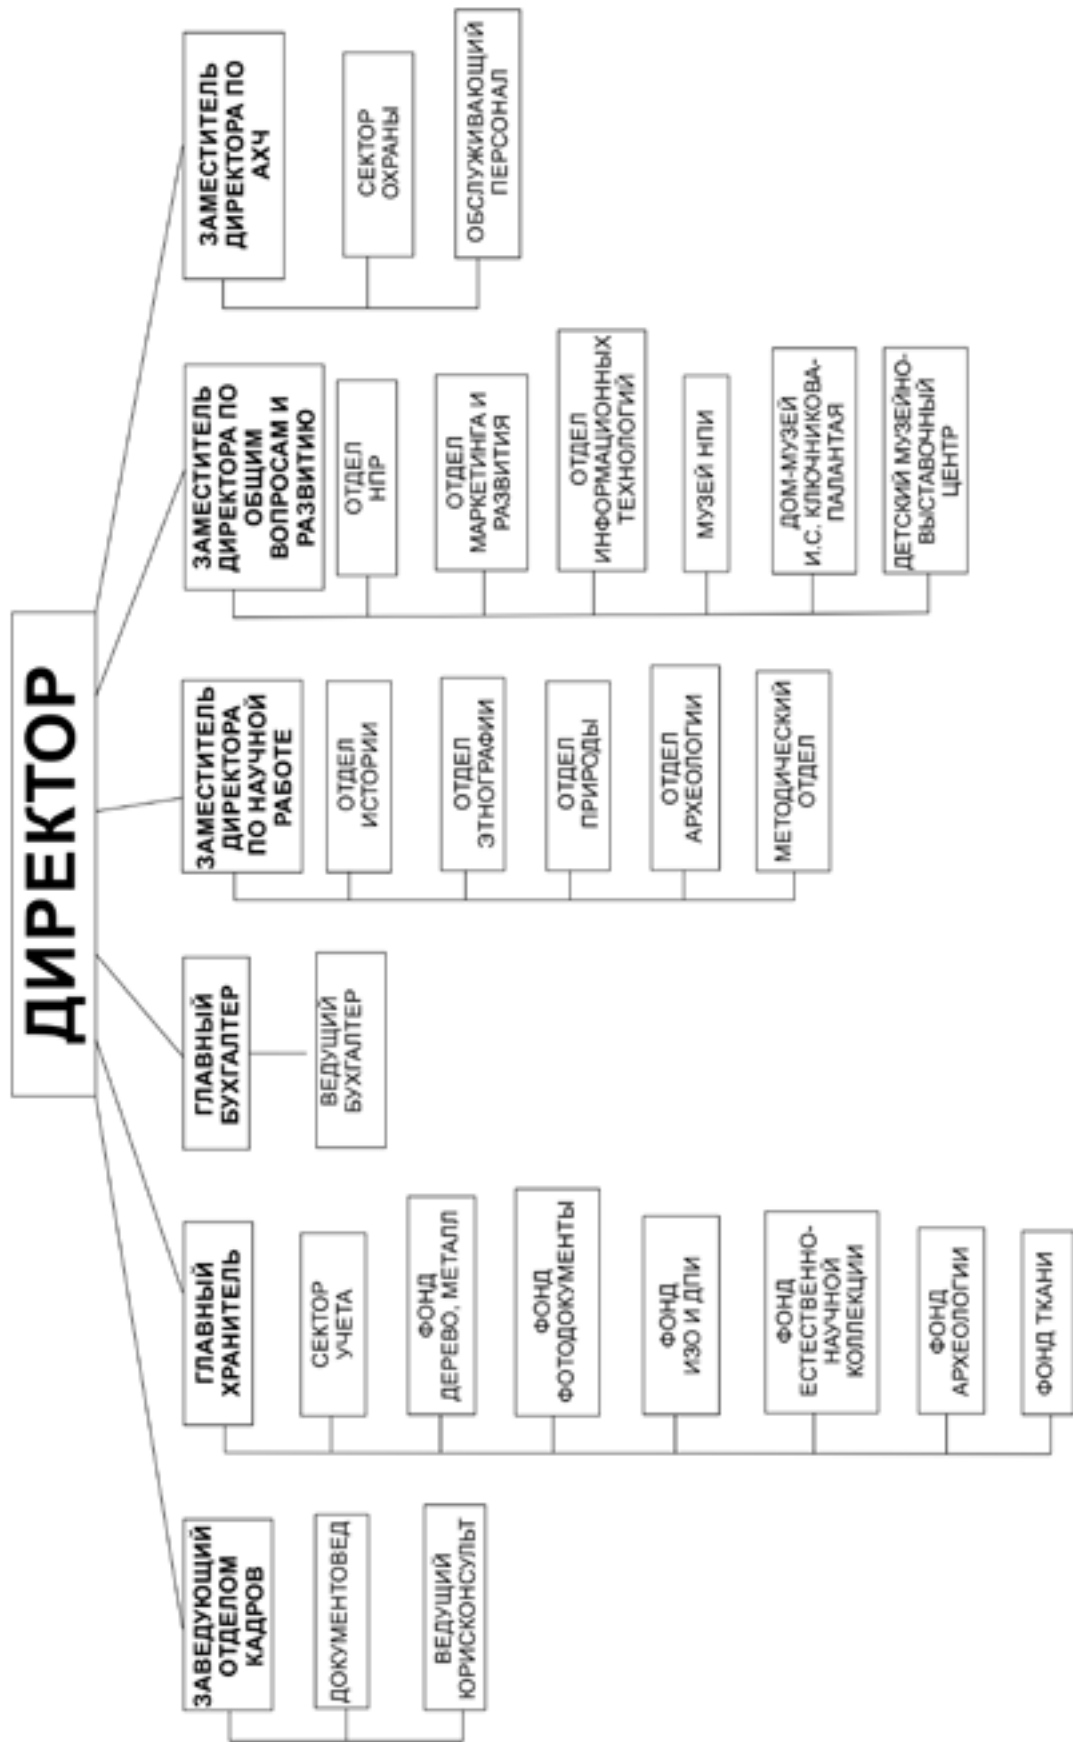 ДИРЕКТОР
ЗАВЕДУЮЩИЙ
ОТДЕЛОМ
КАДРОВ
ДОКУМЕНТОВЕД
ВЕДУЩИЙ
ЮРИСКОНСУЛЬТ
ГЛАВНЫЙ
ХРАНИТЕЛЬ
СЕКТОР
УЧЕТА
ФОНД
ДЕРЕВО, МЕТАЛЛ
ФОНД
ФОТОДОКУМЕНТЫ
ФОНД
ИЗО И ДПИ
ФОНД
ЕСТЕСТВЕННО-
НАУЧНОЙ
КОЛЛЕКЦИИ
ФОНД
АРХЕОЛОГИИ
ФОНД ТКАНИ
ГЛАВНЫЙ
БУХГАЛТЕР
ВЕДУЩИЙ
БУХГАЛТЕР
ЗАМЕСТИТЕЛЬ
ДИРЕКТОРА
ПО НАУЧНОЙ
РАБОТЕ
ОТДЕЛ
ИСТОРИИ
ОТДЕЛ
ЭТНОГРАФИИ
ОТДЕЛ
ПРИРОДЫ
ОТДЕЛ
АРХЕОЛОГИИ
МЕТОДИЧЕСКИЙ
ОТДЕЛ
ЗАМЕСТИТЕЛЬ
ДИРЕКТОРА ПО
ОБЩИМ
ВОПРОСАМ И
РАЗВИТИЮ
ОТДЕЛ
НПР
ОТДЕЛ
МАРКЕТИНГА И
РАЗВИТИЯ
ОТДЕЛ
ИНФОРМАЦИОННЫХ
ТЕХНОЛОГИЙ
МУЗЕЙ НПИ
ДОМ-МУЗЕЙ
И.С. КЛЮЧНИКОВА-
ПАЛАНТАЯ
ДЕТСКИЙ МУЗЕЙНО-
ВЫСТАВОЧНЫЙ
ЦЕНТР
ЗАМЕСТИТЕЛЬ
ДИРЕКТОРА ПО
АХЧ
СЕКТОР
ОХРАНЫ
ОБСЛУЖИВАЮЩИЙ
ПЕРСОНАЛ